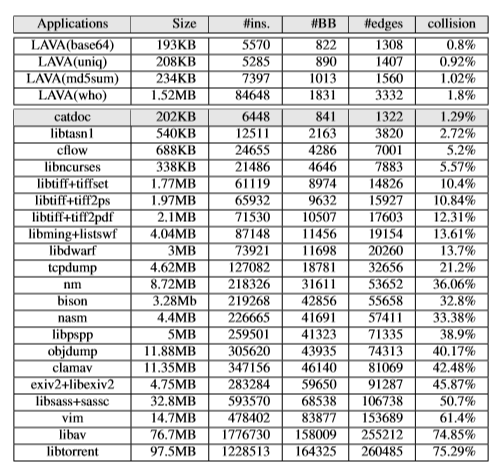 Applications Size #ins. #BB #edges collision
LAVA(base64) 193KB 5570 822 1308 0.8%
LAVA(uniq) 208KB 5285 890 1407 0.92%
LAVA(md5sum) 234KB 7397 1013 1560 1.02%
LAVA(who) 1.52MB 84648 1831 3332 1.8%
catdoc 202KB 6448 841 1322 1.29%
libtasn1 540KB 12511 2163 3820 2.72%
cflow 688KB 24655 4286 7001 5.2%
libncurses 338KB 21486 4646 7883 5.57%
libtiff+tiffset 1.77MB 61119 8974 14826 10.4%
libtiff+tiff2ps 1.97MB 65932 9632 15927 10.84%
libtiff+tiff2pdf 2.1MB 71530 10507 17603 12.31%
libming+listswf 4.04MB 87148 11456 19154 13.61%
libdwarf 3MB 73921 11698 20260 13.7%
tcpdump 4.62MB 127082 18781 32656 21.2%
nm 8.72MB 218326 31611 53652 36.06%
bison 3.28Mb 219268 42856 55658 32.8%
nasm 4.4MB 226665 41691 57411 33.38%
libpspp 5MB 259501 41323 71335 38.9%
objdump 11.88MB 305620 43935 74313 40.17%
clamav 11.35MB 347156 46140 81069 42.48%
exiv2+libexiv2 4.75MB 283284 59650 91287 45.87%
libsass+sassc 32.8MB 593570 68538 106738 50.7%
vim 14.7MB 478402 83877 153689 61.4%
libav 76.7MB 1776730 158009 255212 74.85%
libtorrent 97.5MB 1228513 164325 260485 75.29%